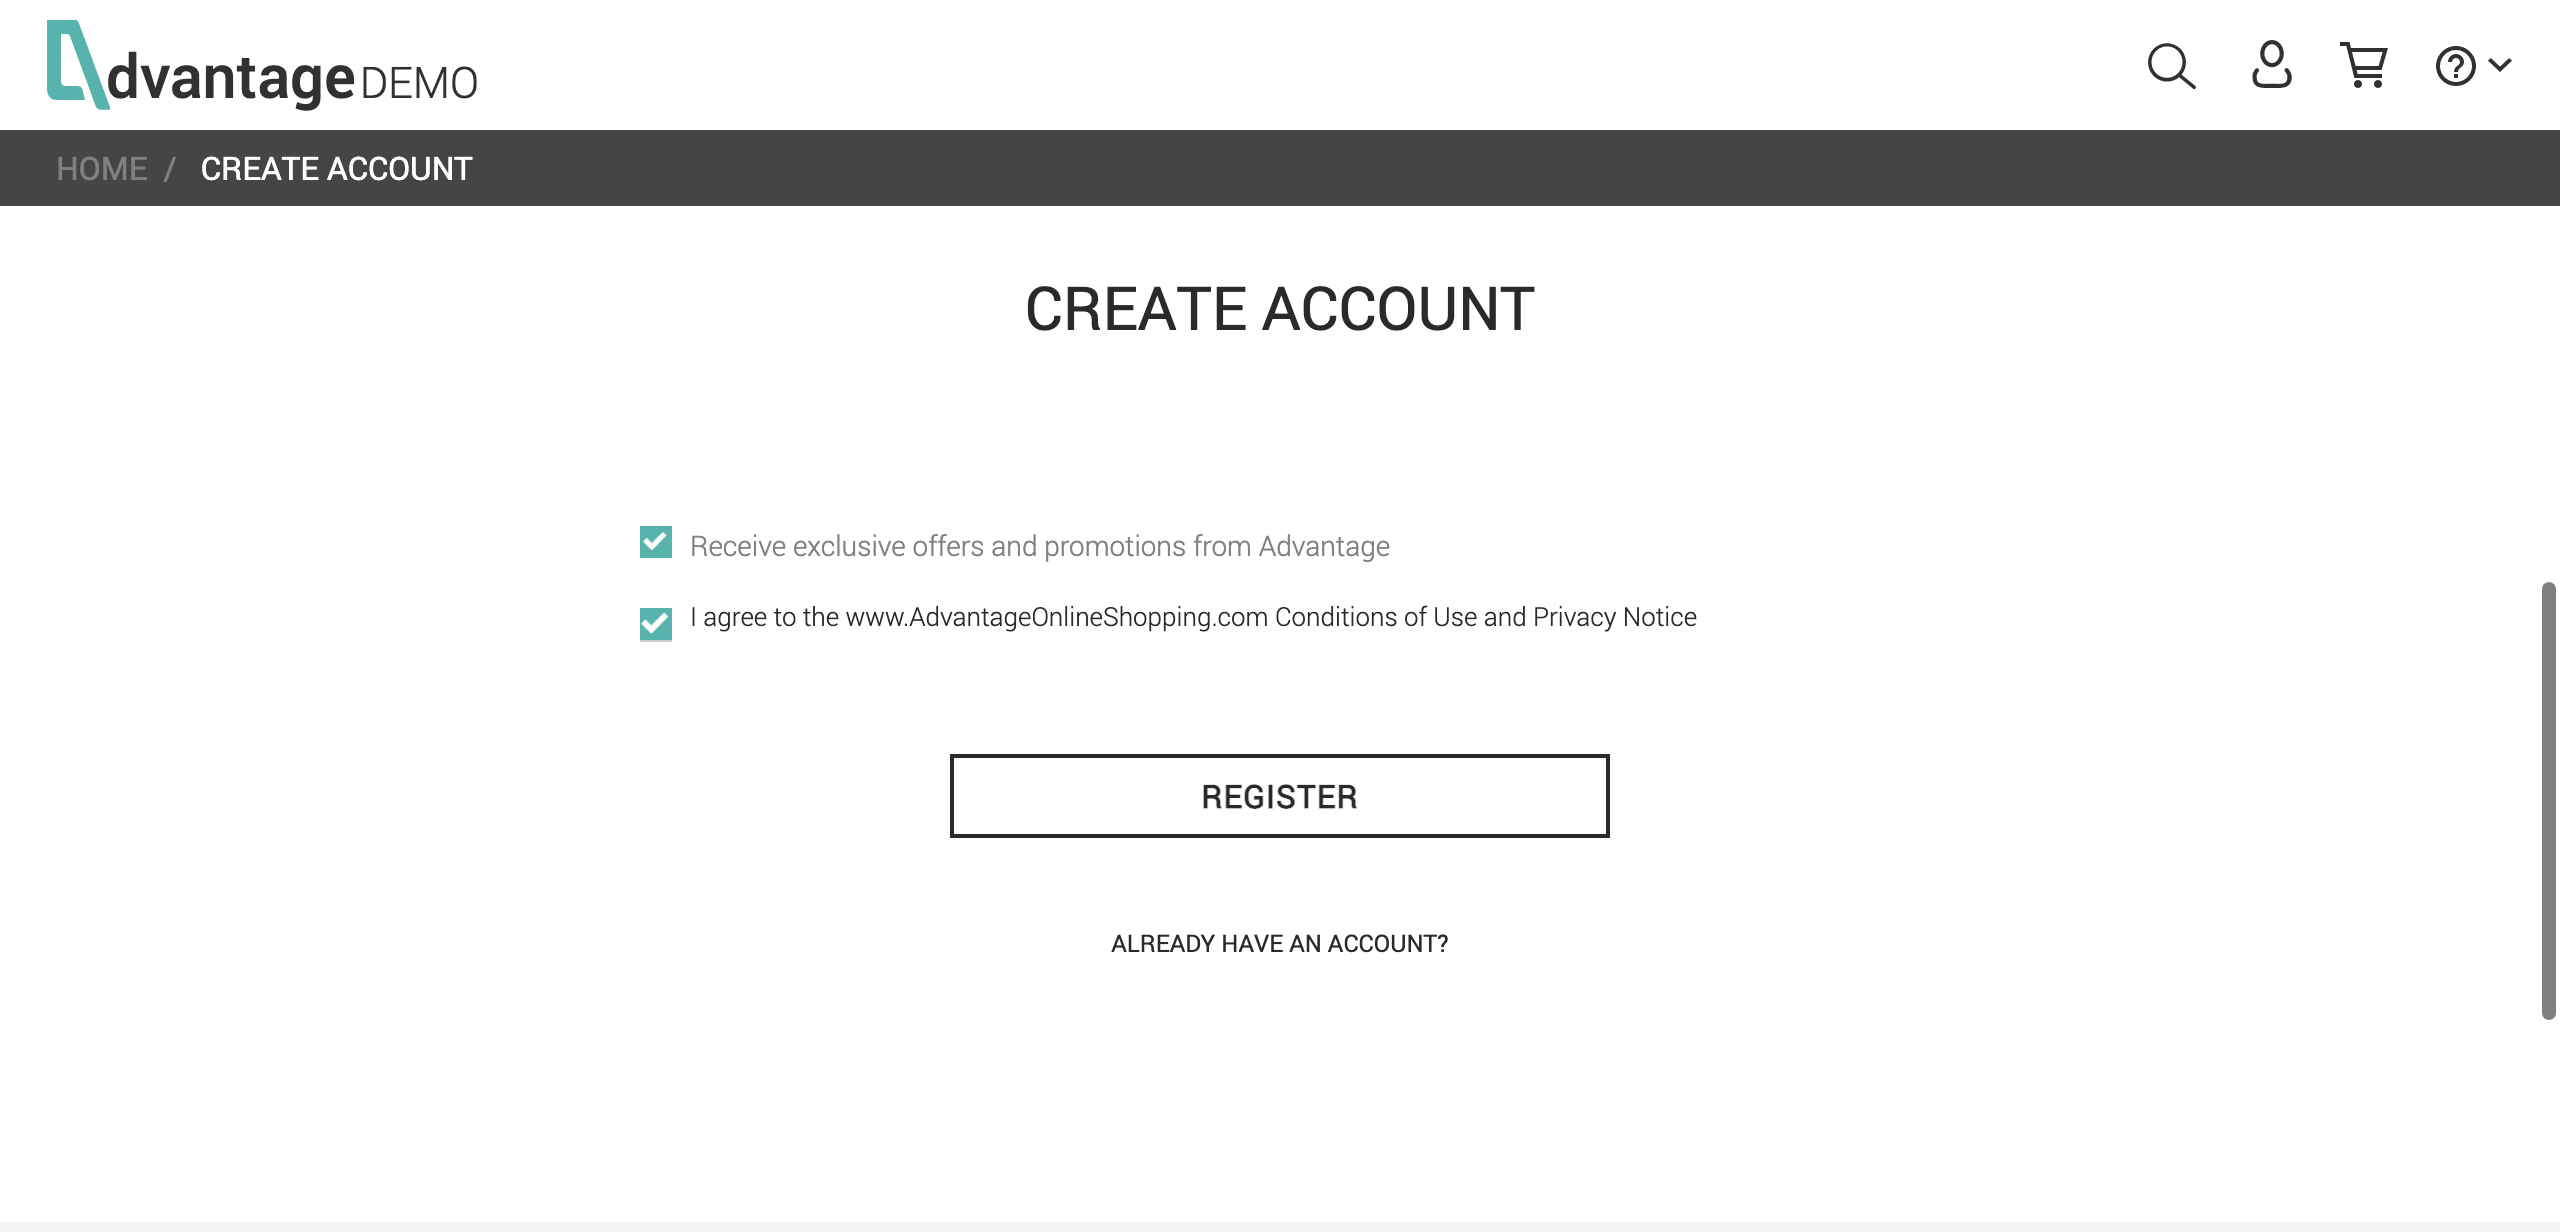 dvantage DEMO
HOME / CREATE ACCOUNT
CREATE ACCOUNT
Receive exclusive offers and promotions from Advantage
I agree to the www.AdvantageOnlineShopping.com Conditions of Use and Privacy Notice
REGISTER
ALREADY HAVE AN ACCOUNT?